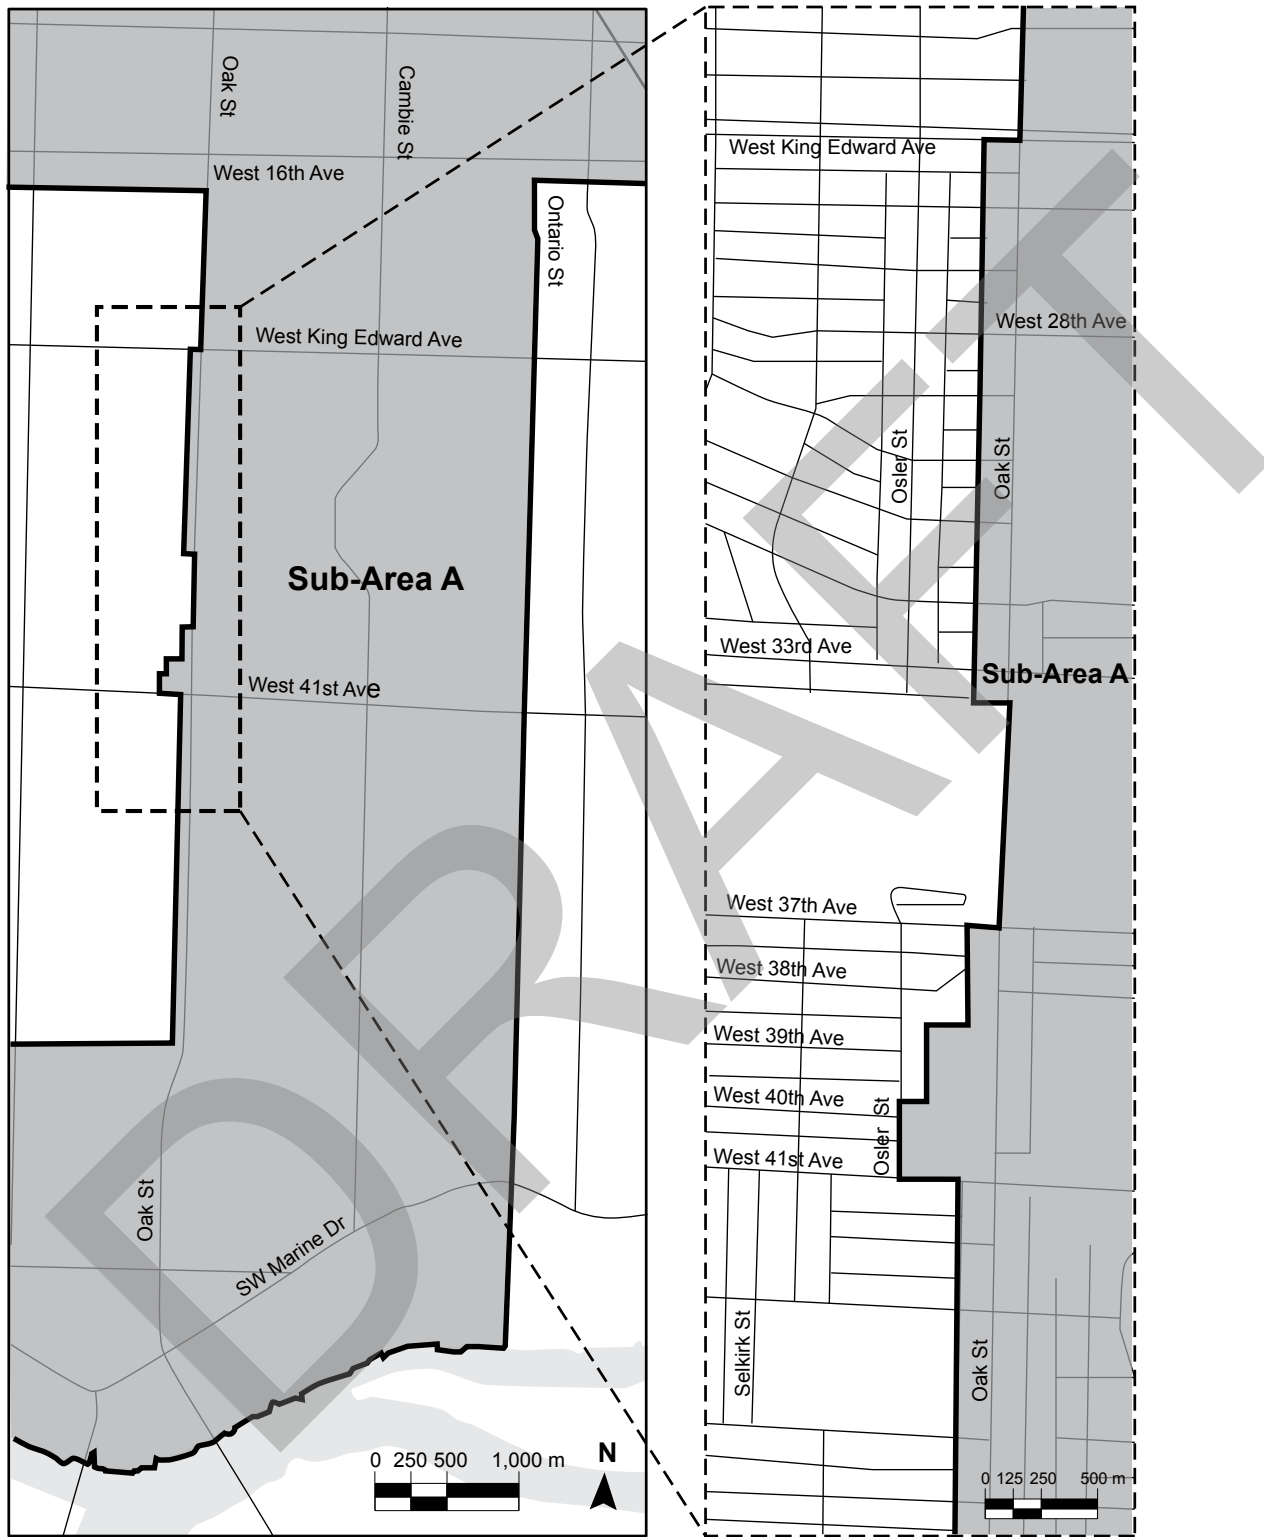 Oak St
Cambie St
West 16th Ave
Ontario St
West King Edward Ave
Sub-Area A
West 41st Ave
Oak St
SW Marine Dr
0 250 500 1,000 m
N
West King Edward Ave
West 28th Ave
Osler St
Oak St
West 33rd Ave
Sub-Area A
West 37th Ave
West 38th Ave
West 39th Ave
West 40th Ave
Osler St
West 41st Ave
Selkirk St
Oak St
0 125 250 500 m
DRAFT